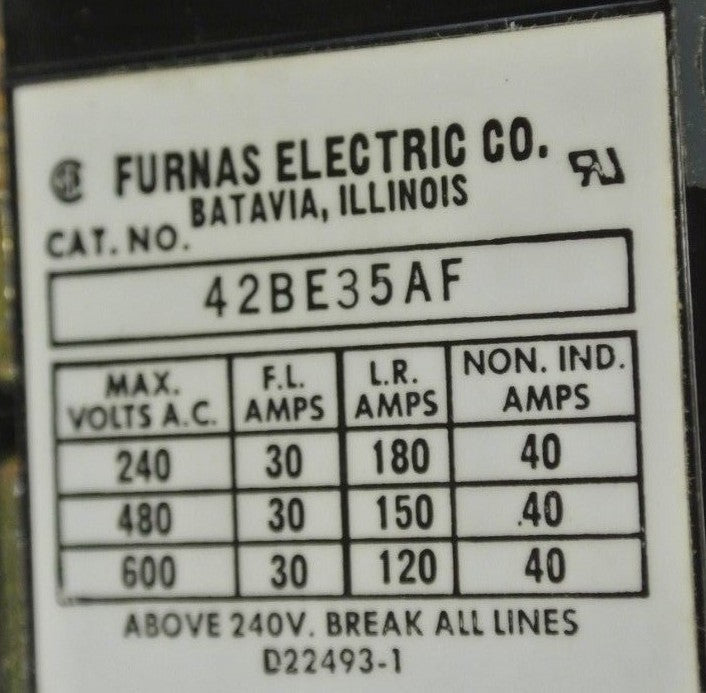 FURNAS ELECTRIC CO.
BATAVIA, ILLINOIS
CAT. NO.
42BE35AF
MAX. VOLTS A.C. F.L. AMPS L.R. AMPS NON. IND. AMPS
240 30 180 40
480 30 150 40
600 30 120 40
ABOVE 240V. BREAK ALL LINES
D22493-1